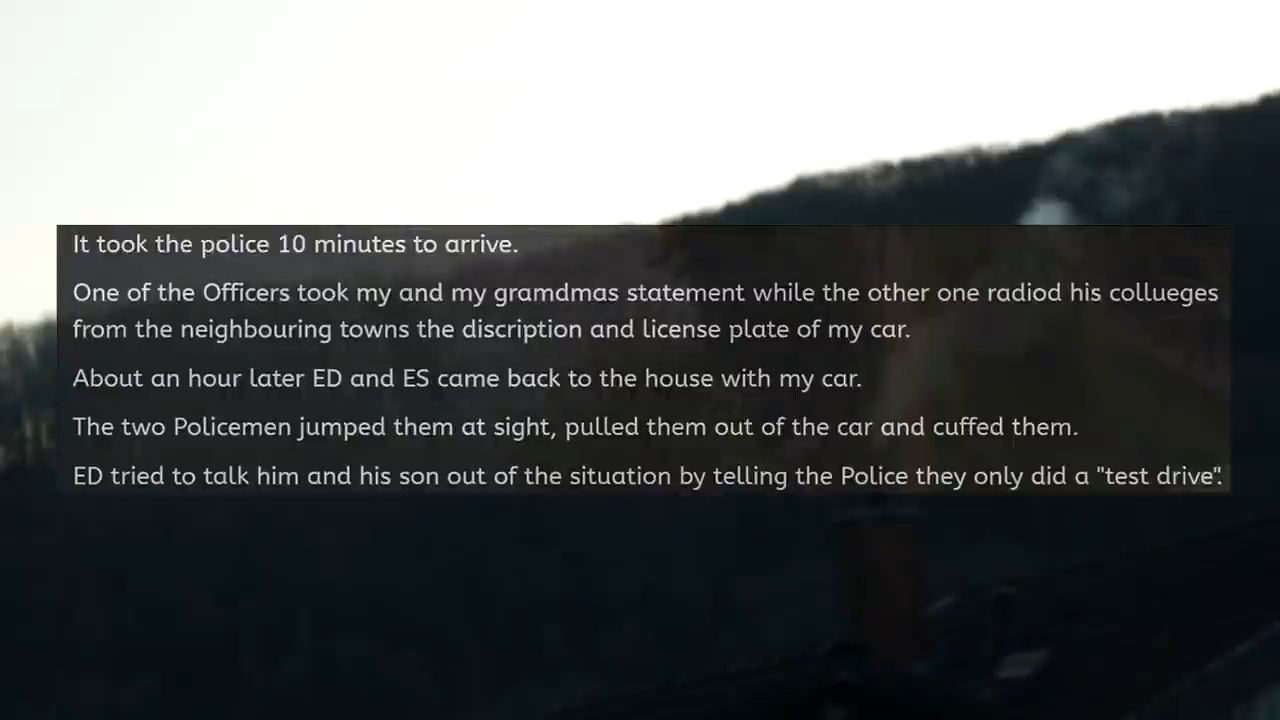 It took the police 10 minutes to arrive.
One of the Officers took my and my gramdmas statement while the other one radiod his collueges
from the neighbouring towns the discription and license plate of my car.
About an hour later ED and ES came back to the house with my car.
The two Policemen jumped them at sight, pulled them out of the car and cuffed them.
ED tried to talk him and his son out of the situation by telling the Police they only did a "test drive".